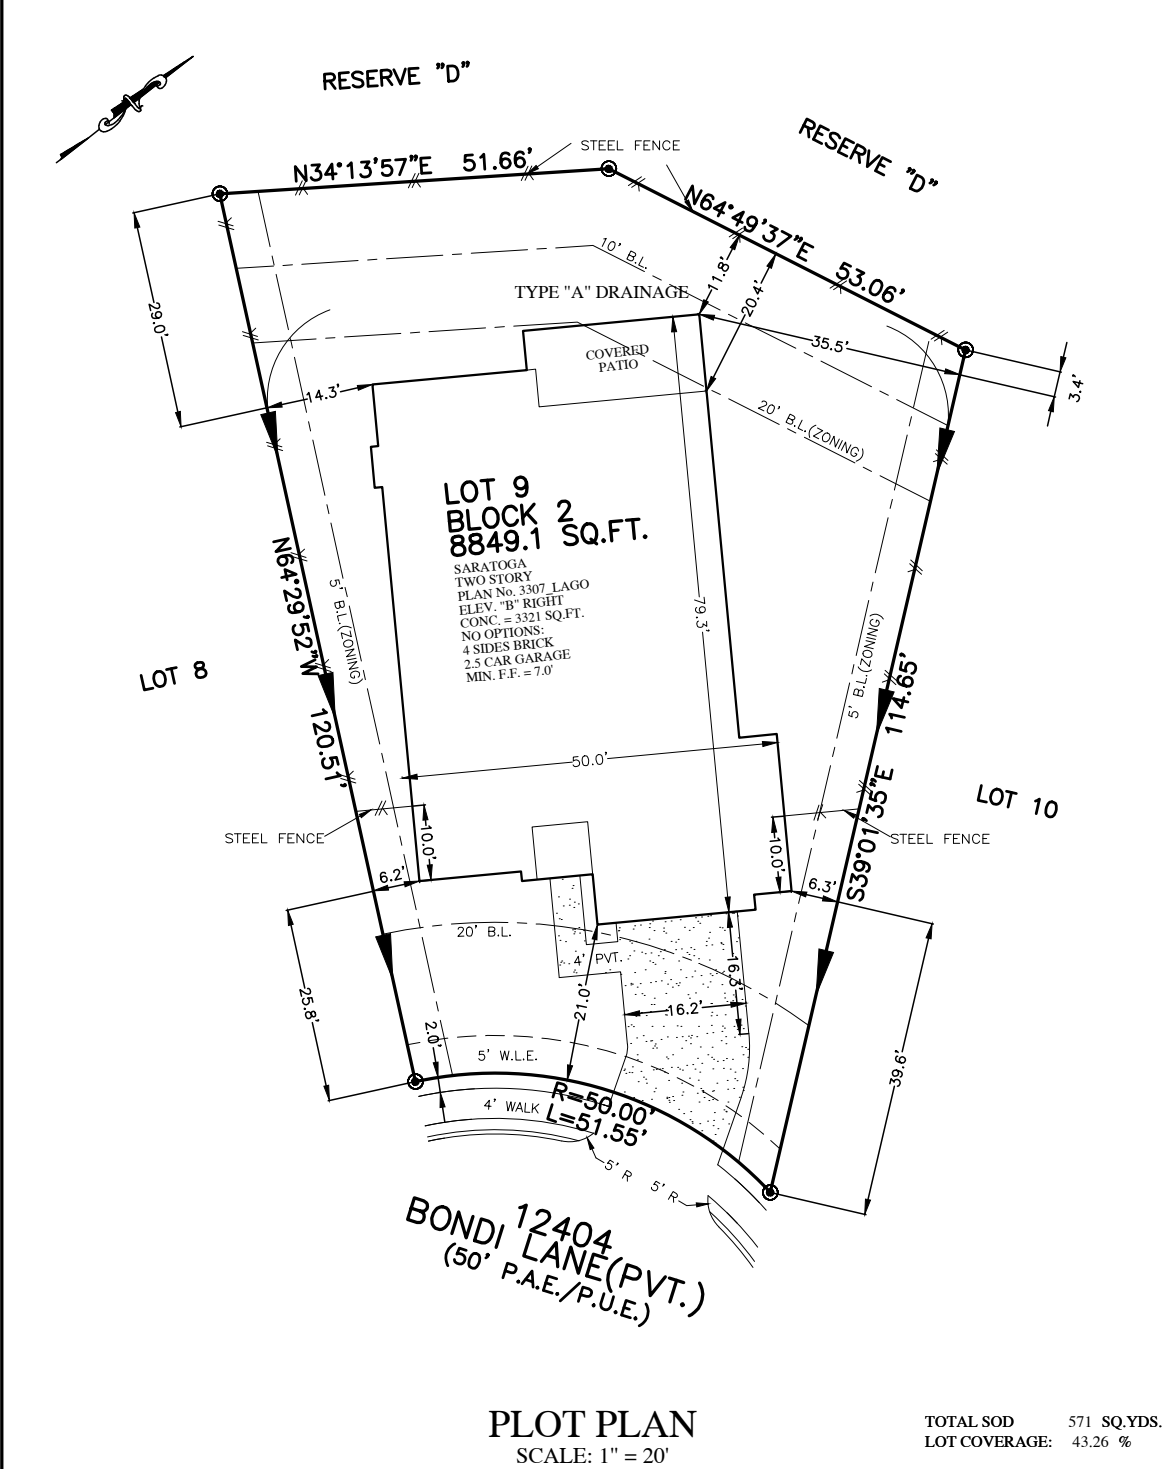 RESERVE "D"
RESERVE "D"
STEEL FENCE
N34°13'57"E 51.66'
N64°49'37"E 53.06'
10' B.L.
TYPE "A" DRAINAGE
11.8'
20.4'
29.0'
35.5'
3.4'
COVERED
PATIO
14.3'
20' B.L.(ZONING)
LOT 9
BLOCK 2
8849.1 SQ.FT.
SARATOGA
TWO STORY
PLAN No. 3307_LAGO
ELEV. "B" RIGHT
CONC. = 3321 SQ.FT.
NO OPTIONS:
4 SIDES BRICK
2.5 CAR GARAGE
MIN. F.F. = 7.0'
N64°29'52"W 120.51'
5' B.L.(ZONING)
79.3'
5' B.L.(ZONING)
S39°01'35"E 114.65'
LOT 8
LOT 10
50.0'
STEEL FENCE
10.0'
10.0'
STEEL FENCE
6.2'
6.3'
20' B.L.
4' PVT.
16.3'
25.8'
21.0'
16.2'
2.0'
5' W.L.E.
39.6'
4' WALK
R=50.00'
L=51.55'
5' R
5' R
12404
BONDI LANE(PVT.)
(50' P.A.E./P.U.E.)
PLOT PLAN
SCALE: 1" = 20'
TOTAL SOD 571 SQ.YDS.
LOT COVERAGE: 43.26 %